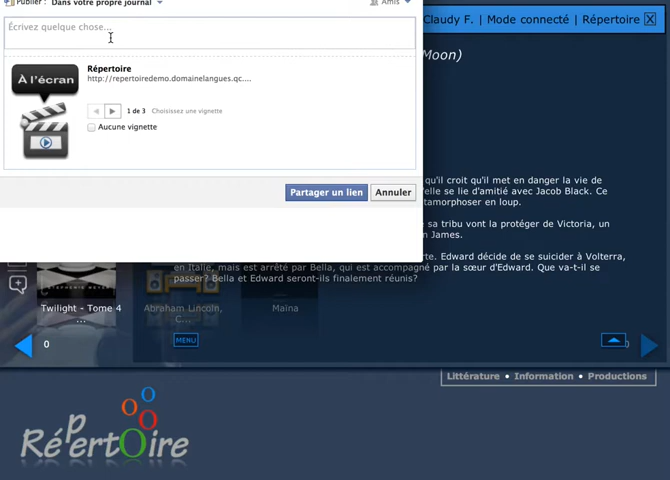 Publier : Dans votre propre journal
Amis
Claudy F. | Mode connecté | Répertoire X
Écrivez quelque chose...
Moon)
À l'écran
Répertoire
http://repertoiredemo.domainelangues.qc....
1 de 3 Choisissez une vignette
Aucune vignette
Partager un lien
Annuler
qu'il croit qu'il met en danger la vie de
elle se lie d'amitié avec Jacob Black. Ce
tamorphoser en loup.
sa tribu vont la protéger de Victoria, un
n James.
rte. Edward décide de se suicider à Volterra,
en Italie, mais est arrêté par Bella, qui est accompagné par la sœur d'Edward. Que va-t-il se
passer? Bella et Edward seront-ils finalement réunis?
Twilight - Tome 4
...
Abraham Lincoln,
C...
Maïna
MENU
0
0
Littérature • Information • Productions
RéPertOire